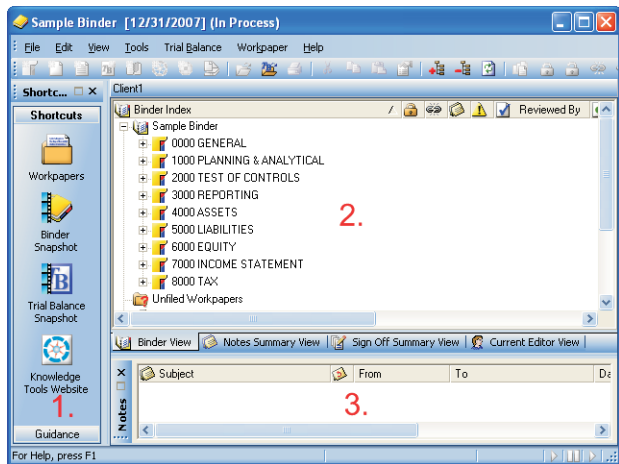 Sample Binder [12/31/2007] (In Process)
File Edit View Tools Trial Balance Workpaper Help
Shortc...
Client1
Shortcuts
Binder Index / Reviewed By
Sample Binder
0000 GENERAL
1000 PLANNING & ANALYTICAL
2000 TEST OF CONTROLS
3000 REPORTING
4000 ASSETS
5000 LIABILITIES
6000 EQUITY
7000 INCOME STATEMENT
8000 TAX
Unfiled Workpapers
2.
Workpapers
Binder
Snapshot
Trial Balance
Snapshot
Knowledge
Tools Website
1.
Guidance
Binder View Notes Summary View Sign Off Summary View Current Editor View
Notes
Subject From To Da
3.
For Help, press F1